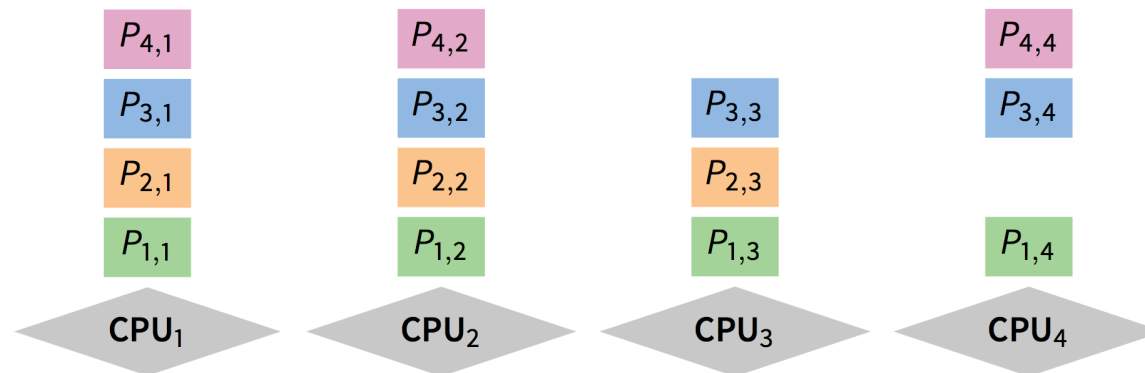 P4,1 P4,2 P4,4
P3,1 P3,2 P3,3 P3,4
P2,1 P2,2 P2,3
P1,1 P1,2 P1,3 P1,4
CPU1 CPU2 CPU3 CPU4